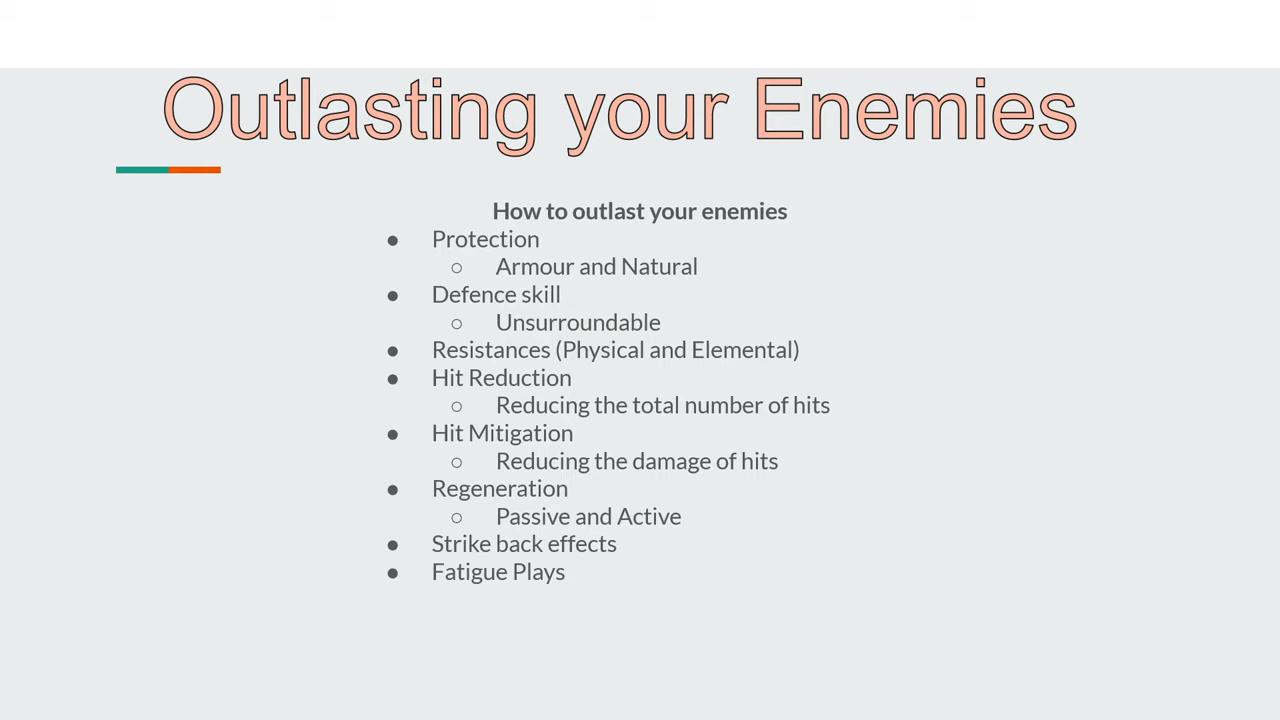 Outlasting your Enemies
How to outlast your enemies
● Protection
○ Armour and Natural
● Defence skill
○ Unsurroundable
● Resistances (Physical and Elemental)
● Hit Reduction
○ Reducing the total number of hits
● Hit Mitigation
○ Reducing the damage of hits
● Regeneration
○ Passive and Active
● Strike back effects
● Fatigue Plays